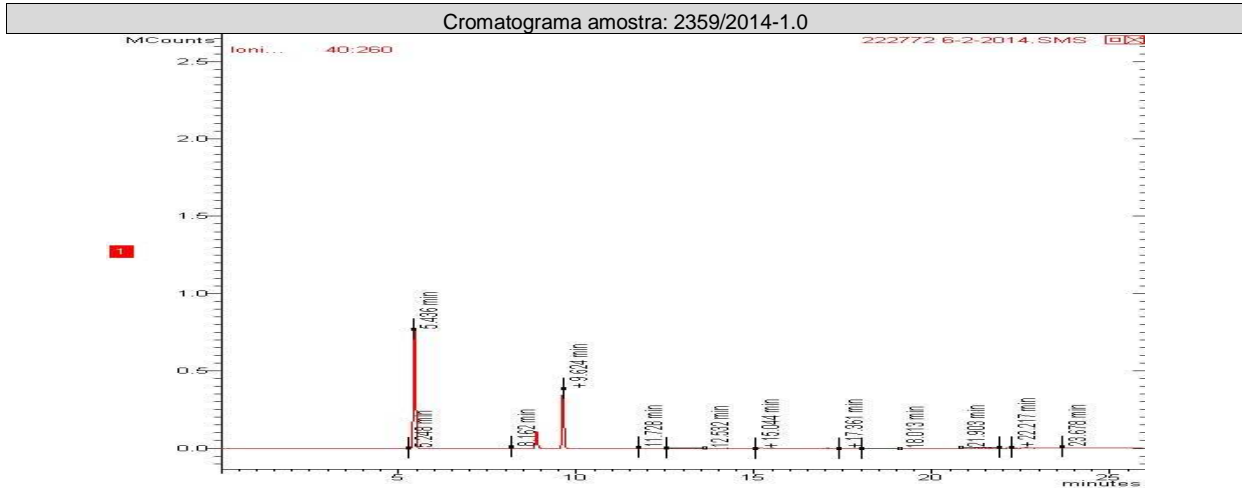 Cromatograma amostra: 2359/2014-1.0
MCounts
Ioni... 40:260
222772 6-2-2014.SMS
2.5
2.0
1.5
1
1.0
0.5
0.0
5.436 min
5.248 min
8.162 min
+ 9.624 min
11.728 min
12.532 min
+ 15.044 min
+ 17.361 min
18.013 min
21.903 min
+ 22.217 min
23.678 min
5
10
15
20
25
minutes